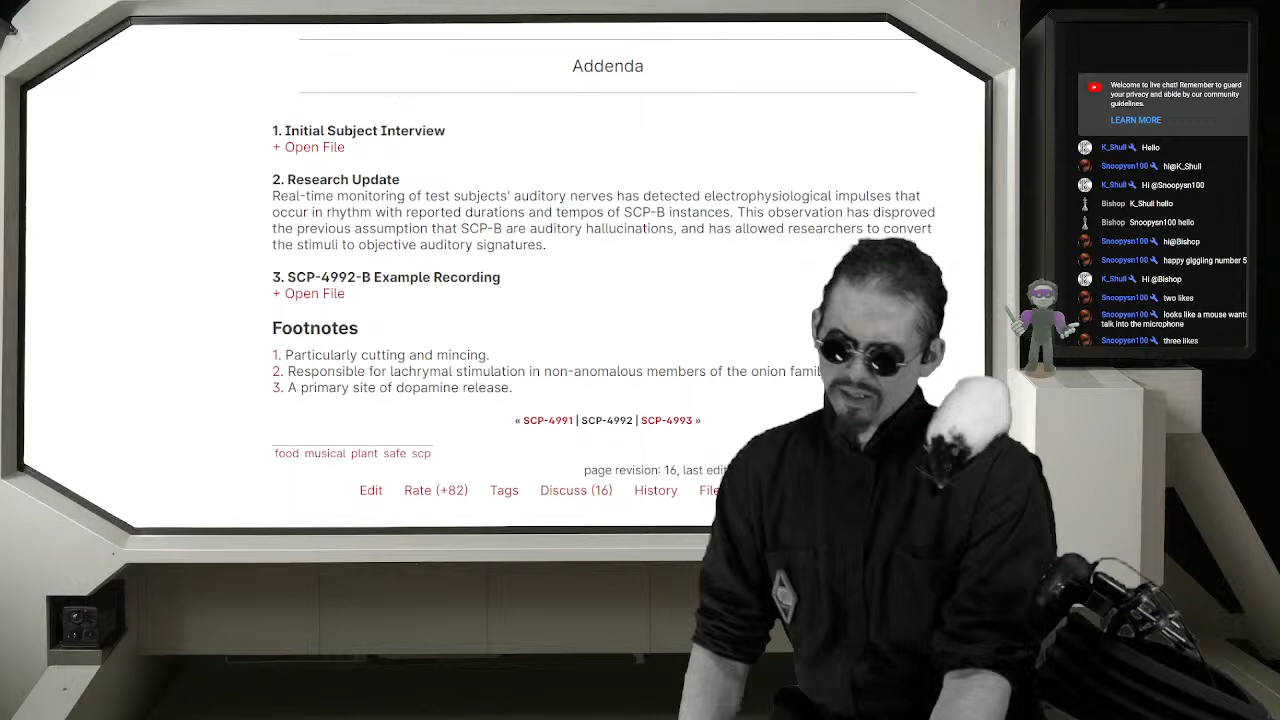 Addenda
1. Initial Subject Interview
+ Open File
2. Research Update
Real-time monitoring of test subjects' auditory nerves has detected electrophysiological impulses that
occur in rhythm with reported durations and tempos of SCP-B instances. This observation has disproved
the previous assumption that SCP-B are auditory hallucinations, and has allowed researchers to convert
the stimuli to objective auditory signatures.
3. SCP-4992-B Example Recording
+ Open File
Footnotes
1. Particularly cutting and mincing.
2. Responsible for lachrymal stimulation in non-anomalous members of the onion famil
3. A primary site of dopamine release.
« SCP-4991 | SCP-4992 | SCP-4993 »
food musical plant safe scp
page revision: 16, last edit
Edit Rate (+82) Tags Discuss (16) History File
Welcome to live chat! Remember to guard
your privacy and abide by our community
guidelines.
LEARN MORE
K_Shull Hello
Snoopysn100 hi@K_Shull
K_Shull Hi @Snoopysn100
Bishop K_Shull hello
Bishop Snoopysn100 hello
Snoopysn100 hi@Bishop
Snoopysn100 happy giggling number 5
K_Shull Hi @Bishop
Snoopysn100 two likes
Snoopysn100 looks like a mouse wants
talk into the microphone
Snoopysn100 three likes